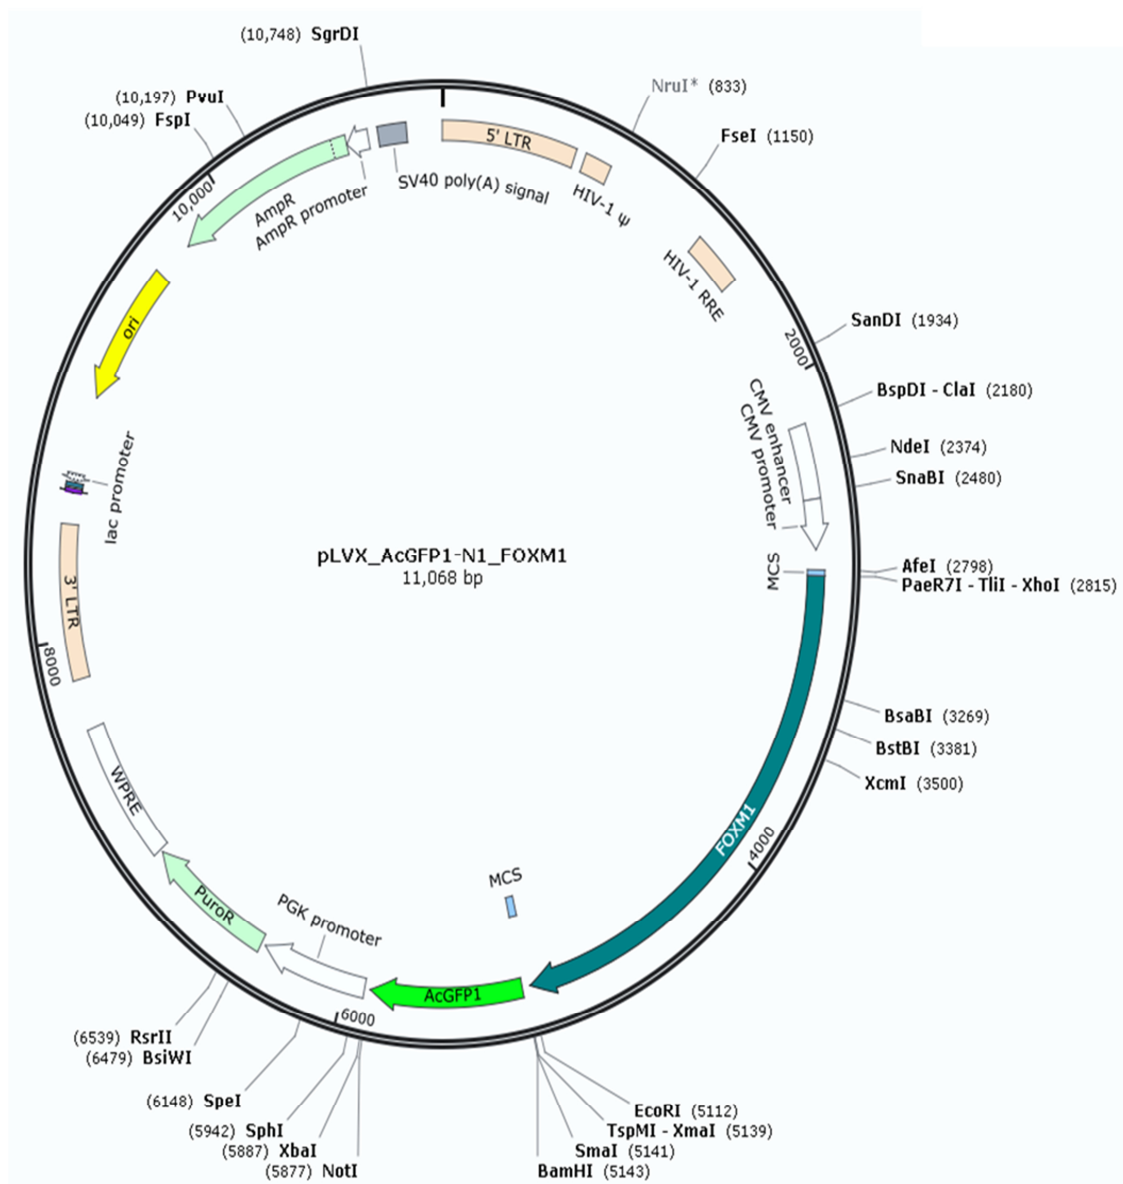 (10,748) SgrDI
(10,197) PvuI
(10,049) FspI
NruI* (833)
FseI (1150)
SanDI (1934)
BspDI - ClaI (2180)
NdeI (2374)
SnaBI (2480)
AfeI (2798)
PaeR7I - TliI - XhoI (2815)
BsaBI (3269)
BstBI (3381)
XcmI (3500)
EcoRI (5112)
TspMI - XmaI (5139)
SmaI (5141)
BamHI (5143)
(5877) NotI
(5887) XbaI
(5942) SphI
(6148) SpeI
(6479) BsiWI
(6539) RsrII
5' LTR
HIV-1 ψ
HIV-1 RRE
2000
CMV enhancer
CMV promoter
MCS
FOXM1
4000
MCS
AcGFP1
6000
PGK promoter
PuroR
WPRE
8000
3' LTR
lac promoter
ori
10,000
AmpR
AmpR promoter
SV40 poly(A) signal
pLVX_AcGFP1-N1_FOXM1
11,068 bp